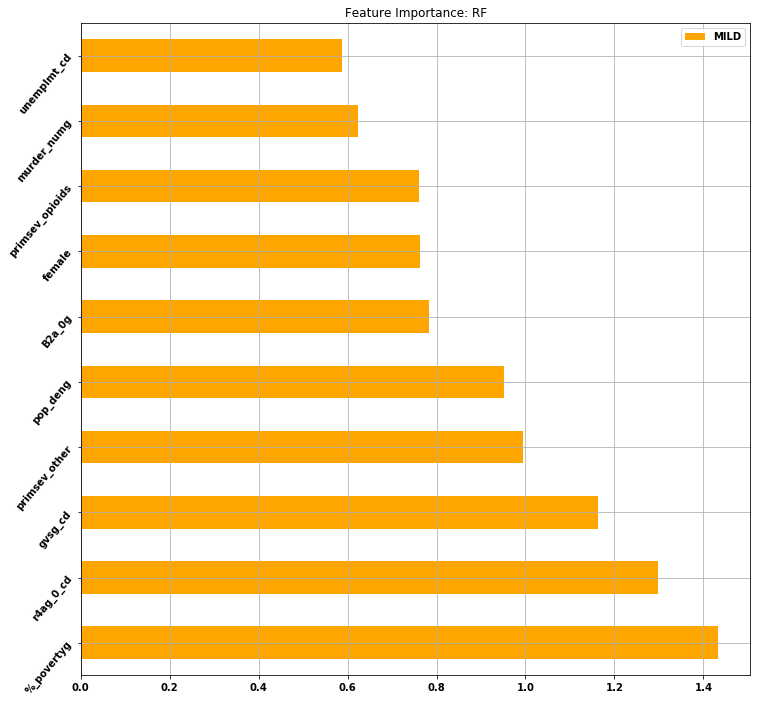 Feature Importance: RF
MILD
unemplmt_cd
murder_numg
primsev_opioids
female
B2a_0g
pop_deng
primsev_other
gvsg_cd
r4ag_0_cd
%_povertyg
0.0 0.2 0.4 0.6 0.8 1.0 1.2 1.4